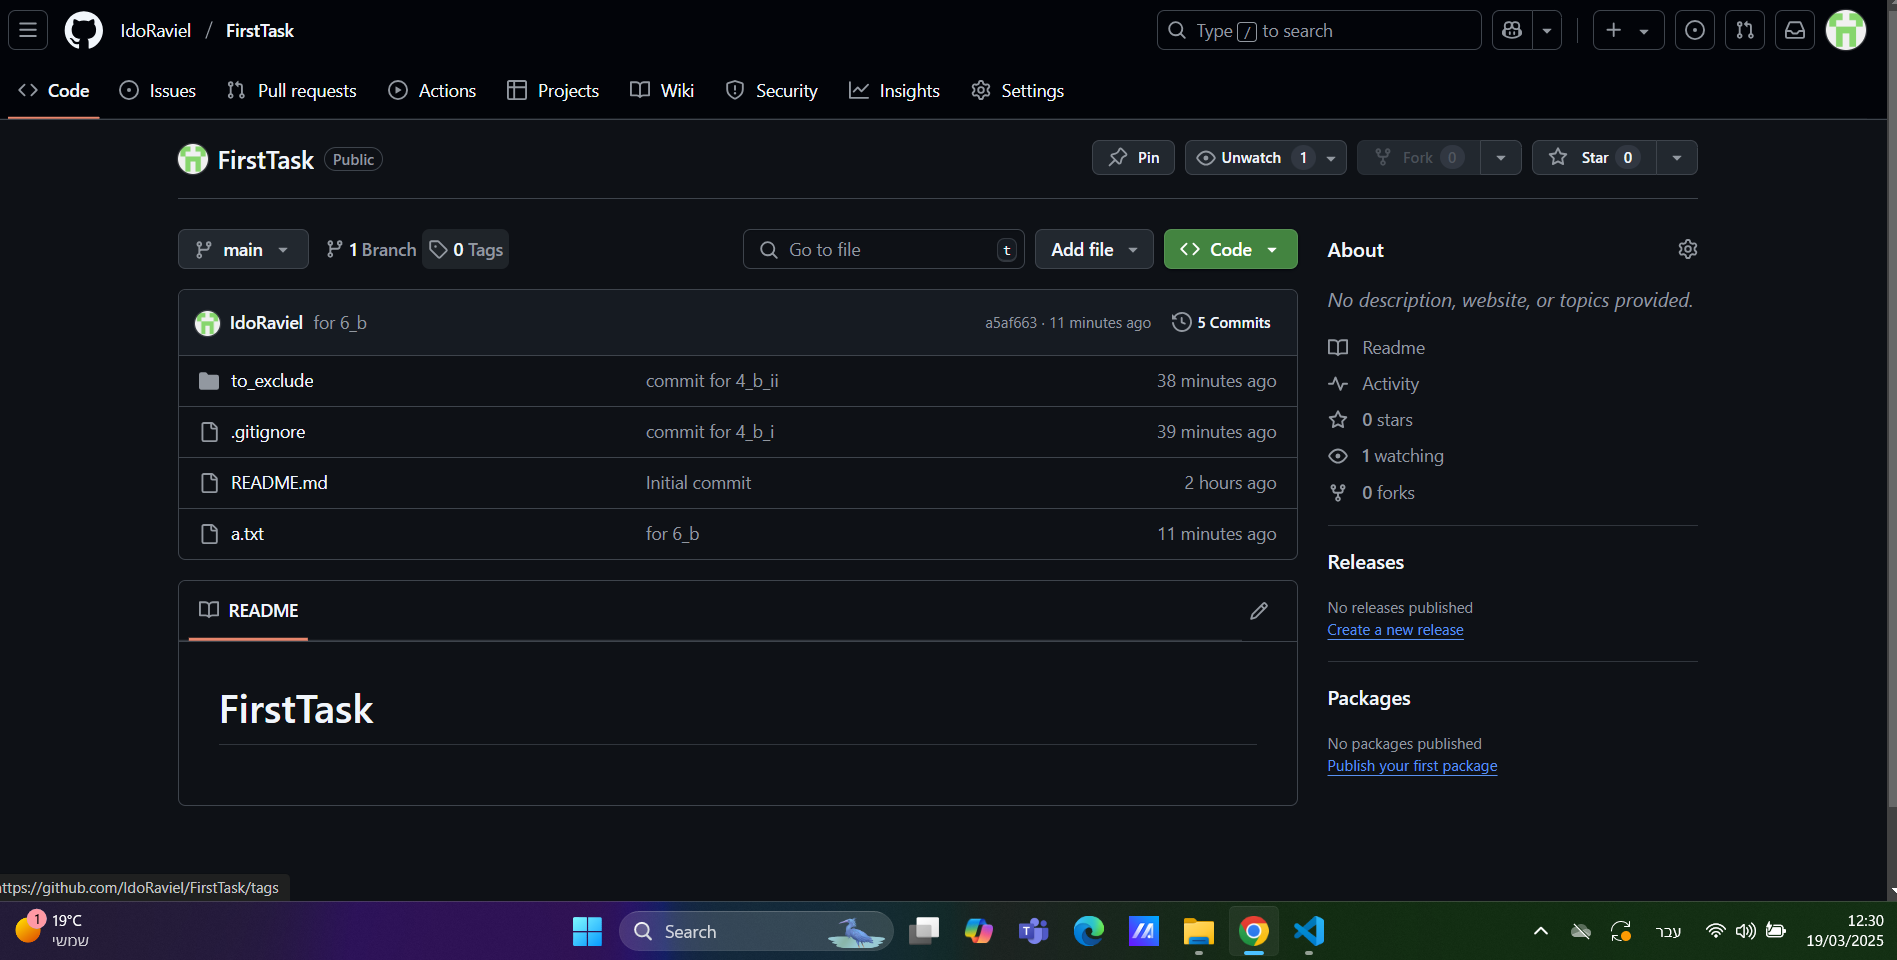 IdoRaviel / FirstTask
Type / to search
Code
Issues
Pull requests
Actions
Projects
Wiki
Security
Insights
Settings
FirstTask Public
Pin
Unwatch 1
Fork 0
Star 0
main
1 Branch
0 Tags
Go to file t
Add file
Code
IdoRaviel for 6_b a5af663 · 11 minutes ago 5 Commits
to_exclude commit for 4_b_ii 38 minutes ago
.gitignore commit for 4_b_i 39 minutes ago
README.md Initial commit 2 hours ago
a.txt for 6_b 11 minutes ago
README
FirstTask
About
No description, website, or topics provided.
Readme
Activity
0 stars
1 watching
0 forks
Releases
No releases published
Create a new release
Packages
No packages published
Publish your first package
ttps://github.com/IdoRaviel/FirstTask/tags
1
19°C
שמשי
Search
עבר
12:30
19/03/2025